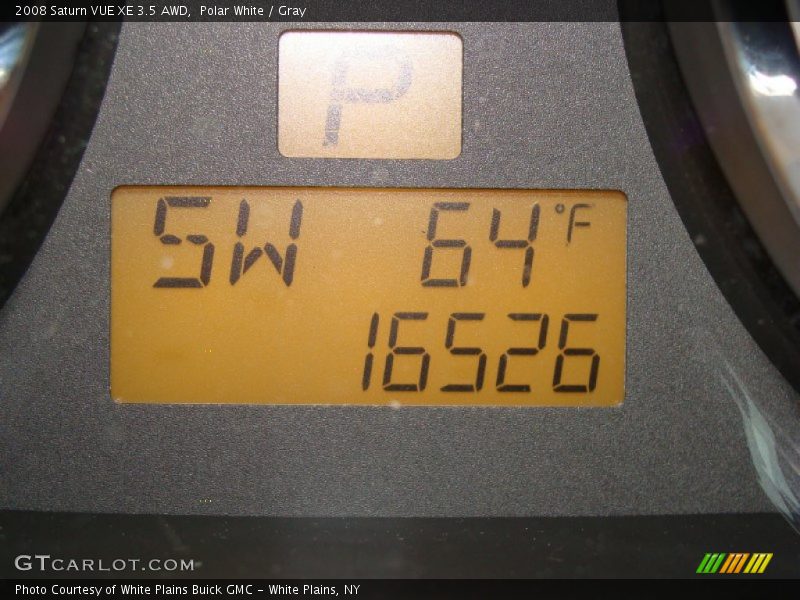 2008 Saturn VUE XE 3.5 AWD,  Polar White / Gray
P
SW 64°F
16526
GTCARLOT.COM
Photo Courtesy of White Plains Buick GMC - White Plains, NY